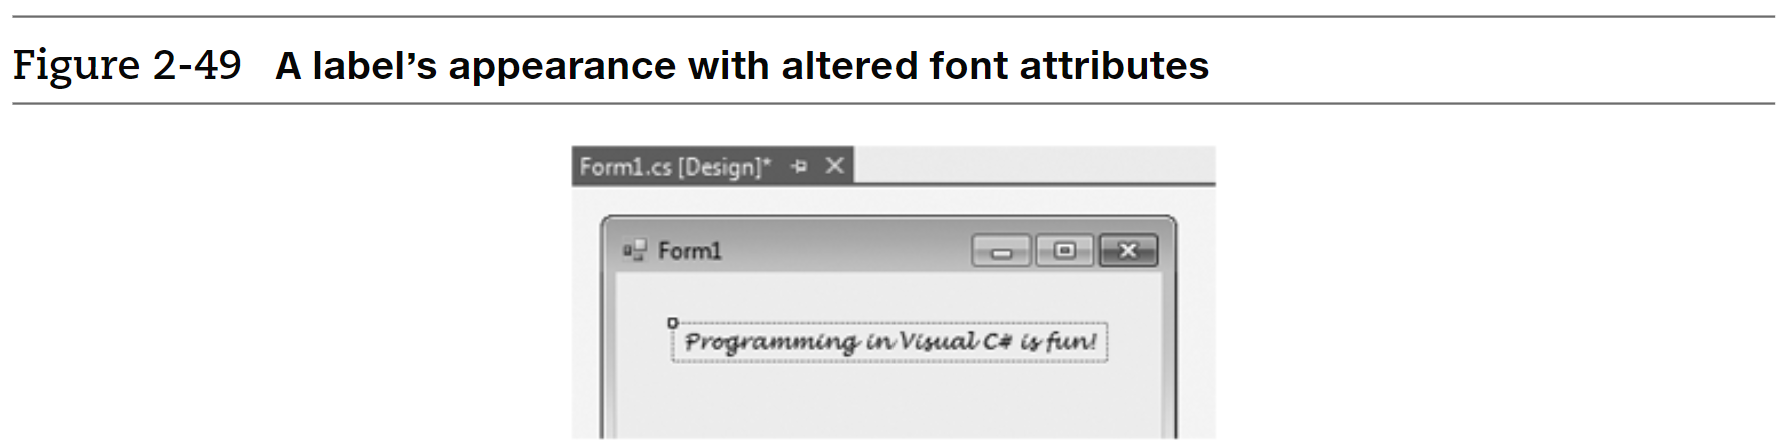 Figure 2-49 A label’s appearance with altered font attributes
Form1.cs [Design]*
Form1
Programming in Visual C# is fun!